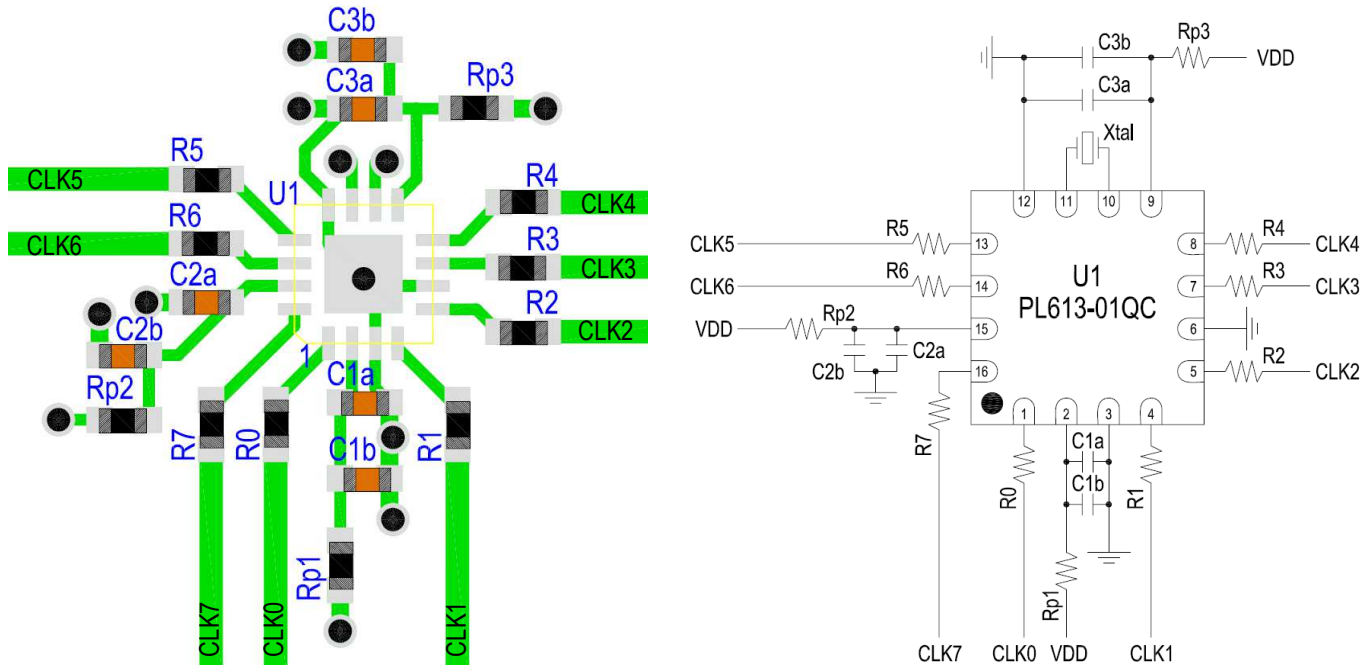 C3b
C3a
Rp3
R5
CLK5
U1
R4
CLK4
R6
CLK6
R3
CLK3
C2a
R2
CLK2
C2b
1
C1a
Rp2
R7
R0
C1b
R1
Rp1
CLK7
CLK0
CLK1
C3b
Rp3
VDD
C3a
Xtal
12
11
10
9
CLK5
R5
13
8
R4
CLK4
CLK6
R6
14
U1
PL613-01QC
7
R3
CLK3
VDD
Rp2
15
6
C2b
C2a
16
5
R2
CLK2
1
2
3
4
R7
R0
C1a
C1b
R1
Rp1
CLK7
CLK0
VDD
CLK1